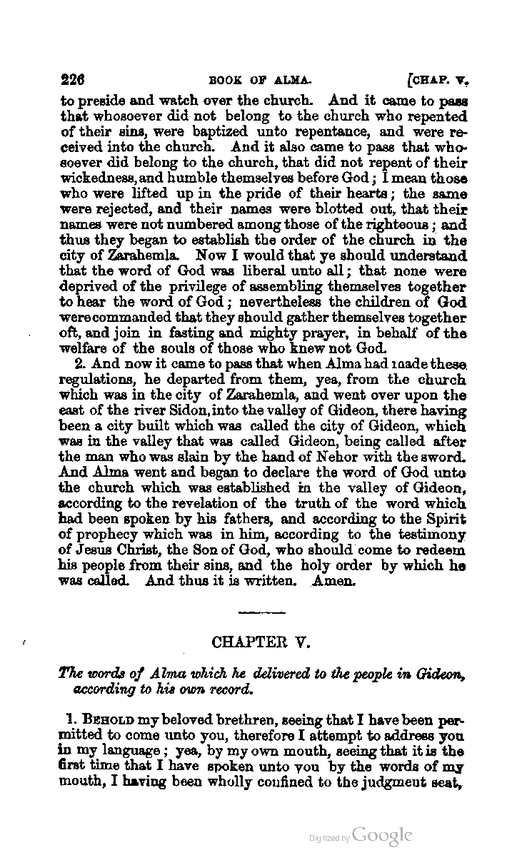 226 BOOK OF ALMA. [CHAP. V.
to preside and watch over the church. And it came to pass
that whosoever did not belong to the church who repented
of their sins, were baptized unto repentance, and were re-
ceived into the church. And it also came to pass that who-
soever did belong to the church, that did not repent of their
wickedness, and humble themselves before God; I mean those
who were lifted up in the pride of their hearts; the same
were rejected, and their names were blotted out, that their
names were not numbered among those of the righteous; and
thus they began to establish the order of the church in the
city of Zarahemla. Now I would that ye should understand
that the word of God was liberal unto all; that none were
deprived of the privilege of assembling themselves together
to hear the word of God; nevertheless the children of God
were commanded that they should gather themselves together
oft, and join in fasting and mighty prayer, in behalf of the
welfare of the souls of those who knew not God.
2. And now it came to pass that when Alma had made these
regulations, he departed from them, yea, from the church
which was in the city of Zarahemla, and went over upon the
east of the river Sidon, into the valley of Gideon, there having
been a city built which was called the city of Gideon, which
was in the valley that was called Gideon, being called after
the man who was slain by the hand of Nehor with the sword.
And Alma went and began to declare the word of God unto
the church which was established in the valley of Gideon,
according to the revelation of the truth of the word which
had been spoken by his fathers, and according to the Spirit
of prophecy which was in him, according to the testimony
of Jesus Christ, the Son of God, who should come to redeem
his people from their sins, and the holy order by which he
was called. And thus it is written. Amen.
CHAPTER V.
The words of Alma which he delivered to the people in Gideon,
according to his own record.
1. BEHOLD my beloved brethren, seeing that I have been per-
mitted to come unto you, therefore I attempt to address you
in my language; yea, by my own mouth, seeing that it is the
first time that I have spoken unto you by the words of my
mouth, I having been wholly confined to the judgment seat,
Digitized by Google